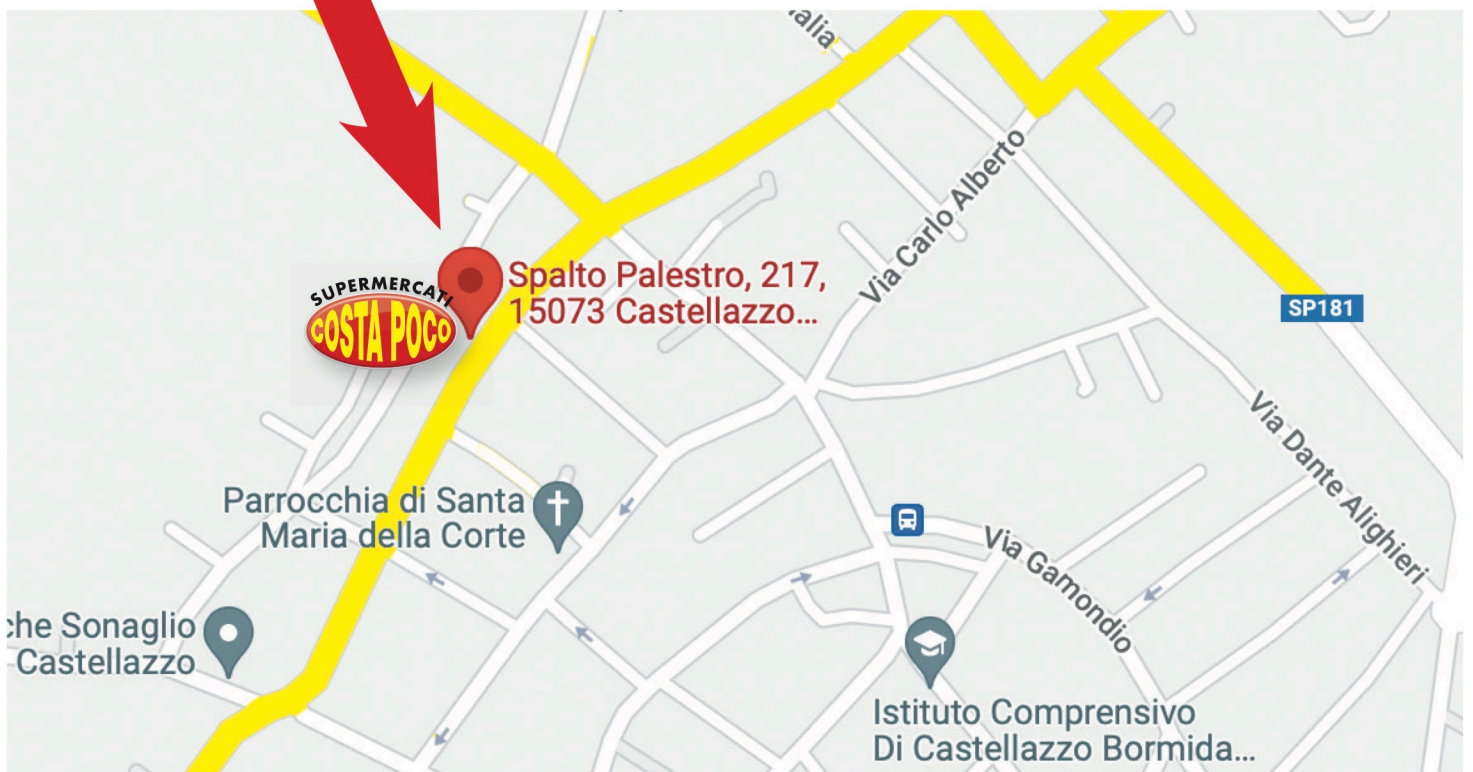 alia
Via Carlo Alberto
Spalto Palestro, 217,
15073 Castellazzo...
SUPERMERCATI
COSTA POCO
SP181
Via Dante Alighieri
Parrocchia di Santa
Maria della Corte
Via Gamondio
che Sonaglio
Castellazzo
Istituto Comprensivo
Di Castellazzo Bormida...